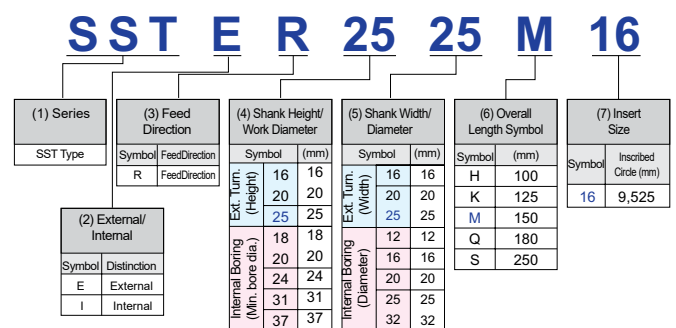 SST E R 25 25 M 16
(1) Series
SST Type
(2) External/
Internal
Symbol Distinction
E External
I Internal
(3) Feed
Direction
Symbol FeedDirection
R FeedDirection
(4) Shank Height/
Work Diameter
Symbol (mm)
Ext. Turn.
(Height)
16 16
20 20
25 25
Internal Boring
(Min. bore dia.)
18 18
20 20
24 24
31 31
37 37
(5) Shank Width/
Diameter
Symbol (mm)
Ext. Turn.
(Width)
16 16
20 20
25 25
Internal Boring
(Diameter)
12 12
16 16
20 20
25 25
32 32
(6) Overall
Length Symbol
Symbol (mm)
H 100
K 125
M 150
Q 180
S 250
(7) Insert
Size
Symbol Inscribed
Circle (mm)
16 9,525